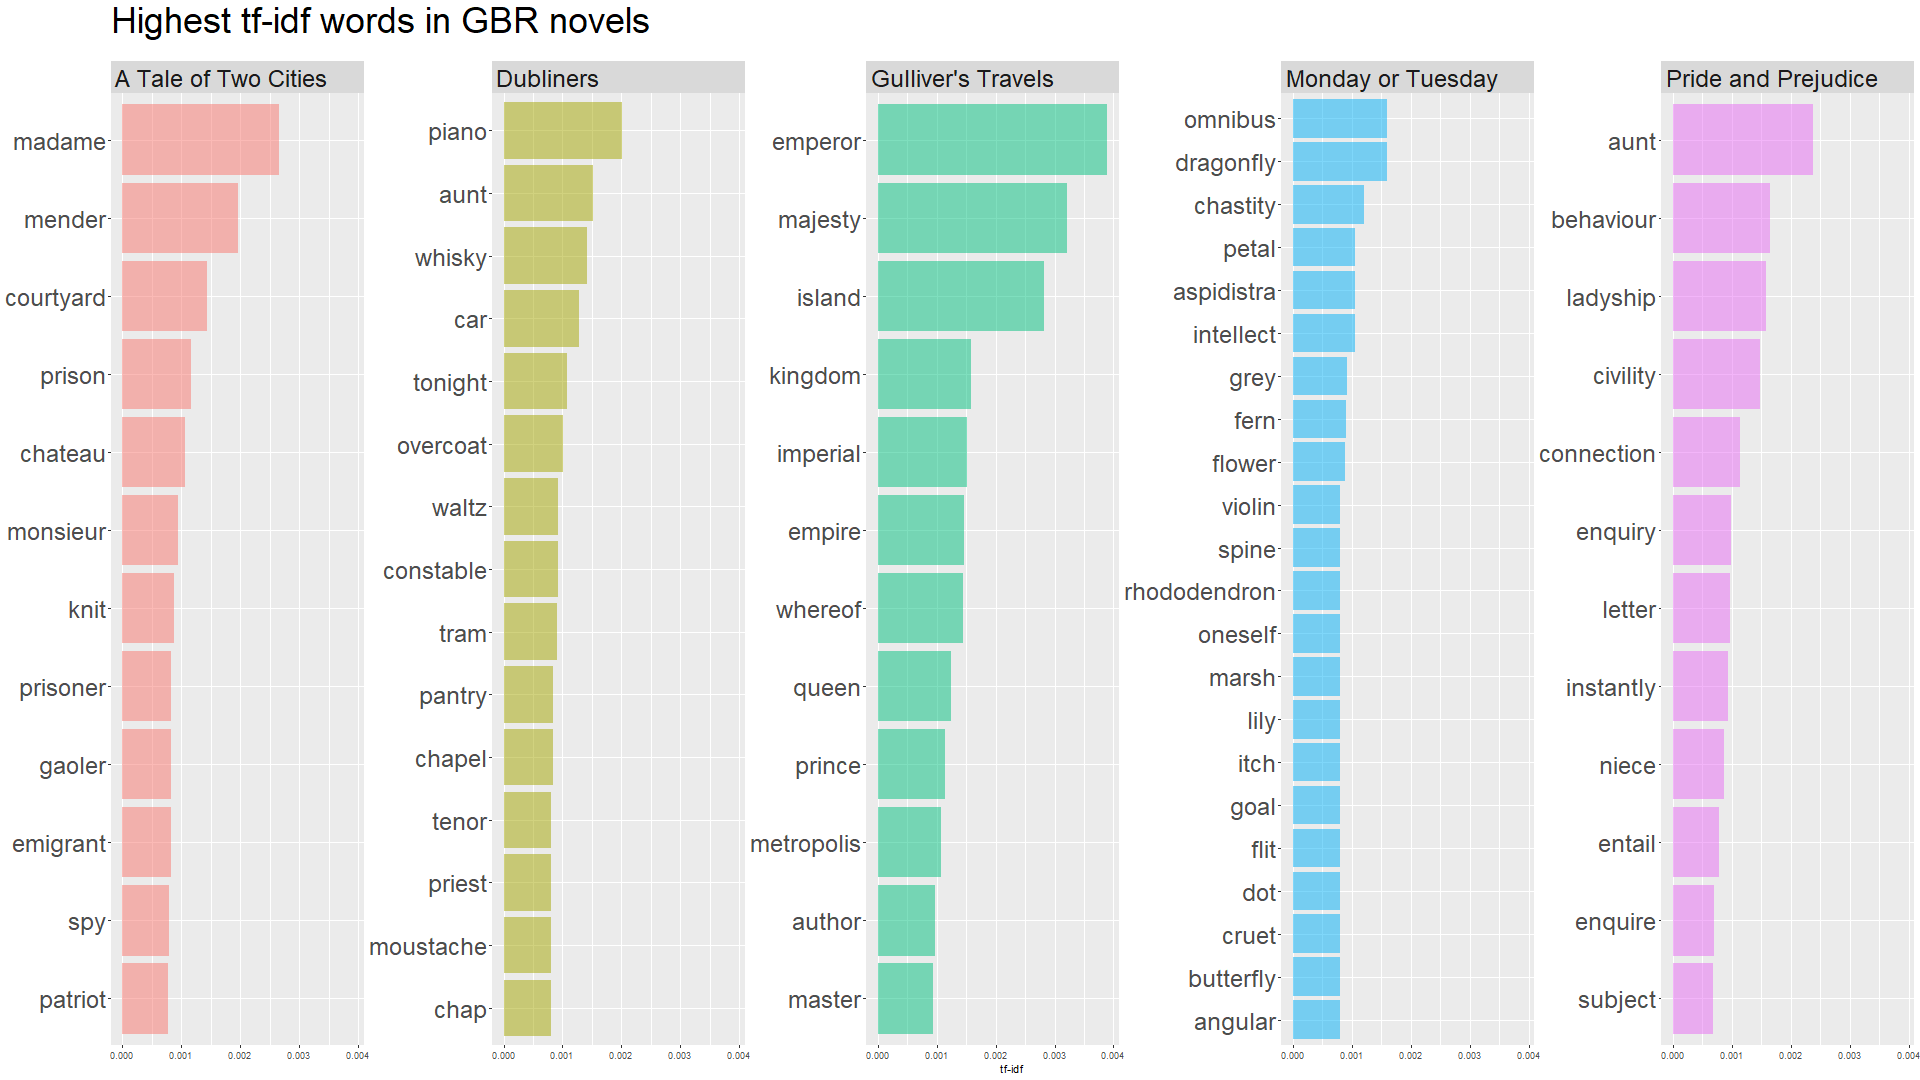 Highest tf-idf words in GBR novels
A Tale of Two Cities
madame
mender
courtyard
prison
chateau
monsieur
knit
prisoner
gaoler
emigrant
spy
patriot
0.000 0.001 0.002 0.003 0.004
Dubliners
piano
aunt
whisky
car
tonight
overcoat
waltz
constable
tram
pantry
chapel
tenor
priest
moustache
chap
0.000 0.001 0.002 0.003 0.004
Gulliver's Travels
emperor
majesty
island
kingdom
imperial
empire
whereof
queen
prince
metropolis
author
master
0.000 0.001 0.002 0.003 0.004
Monday or Tuesday
omnibus
dragonfly
chastity
petal
aspidistra
intellect
grey
fern
flower
violin
spine
rhododendron
oneself
marsh
lily
itch
goal
flit
dot
cruet
butterfly
angular
0.000 0.001 0.002 0.003 0.004
Pride and Prejudice
aunt
behaviour
ladyship
civility
connection
enquiry
letter
instantly
niece
entail
enquire
subject
0.000 0.001 0.002 0.003 0.004
tf-idf